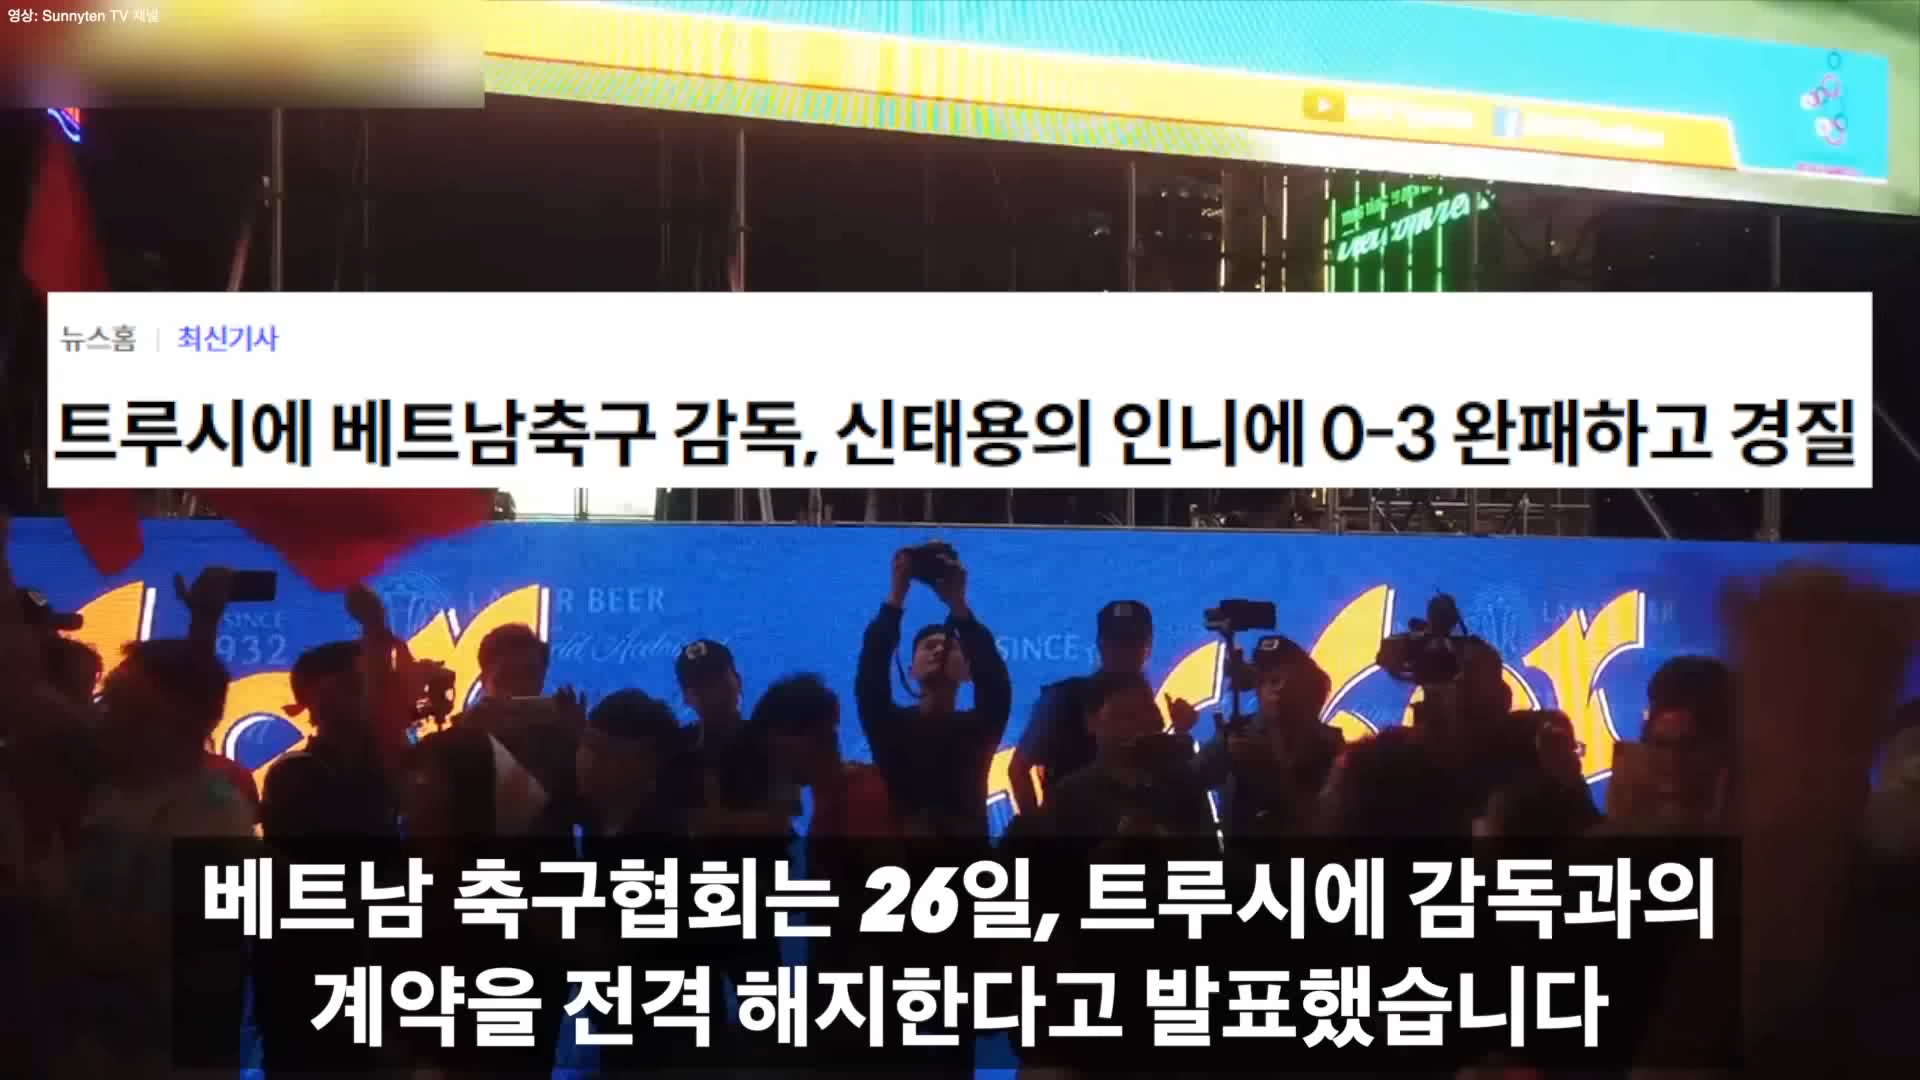 영상: Sunnyten TV 채널
뉴스홈 | 최신기사
트루시에 베트남축구 감독, 신태용의 인니에 0-3 완패하고 경질
LAGER BEER
SINCE
1932
SINCE
베트남 축구협회는 26일, 트루시에 감독과의
계약을 전격 해지한다고 발표했습니다